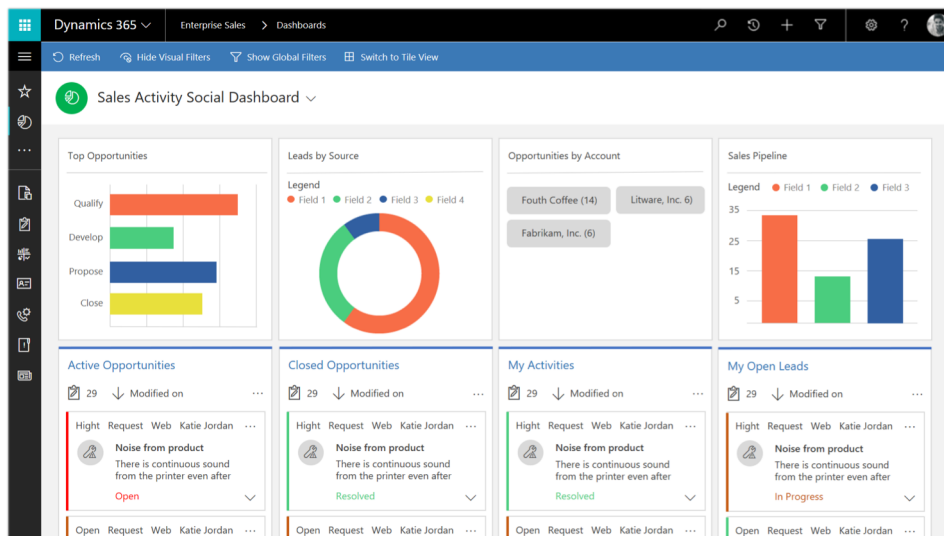 Dynamics 365
Enterprise Sales > Dashboards
?
Refresh
Hide Visual Filters
Show Global Filters
Switch to Tile View
Sales Activity Social Dashboard
Top Opportunities
Qualify
Develop
Propose
Close
Leads by Source
Legend
Field 1 Field 2 Field 3 Field 4
Opportunities by Account
Fouth Coffee (14)
Litware, Inc. 6)
Fabrikam, Inc. (6)
Sales Pipeline
Legend Field 1 Field 2 Field 3
35
25
15
5
Active Opportunities
29 Modified on ...
Hight Request Web Katie Jordan ...
Noise from product
There is continuous sound
from the printer even after
Open
Open Request Web Katie Jordan ...
Closed Opportunities
29 Modified on ...
Hight Request Web Katie Jordan ...
Noise from product
There is continuous sound
from the printer even after
Resolved
Open Request Web Katie Jordan ...
My Activities
29 Modified on ...
Hight Request Web Katie Jordan ...
Noise from product
There is continuous sound
from the printer even after
Resolved
Open Request Web Katie Jordan ...
My Open Leads
29 Modified on ...
Hight Request Web Katie Jordan ...
Noise from product
There is continuous sound
from the printer even after
In Progress
Open Request Web Katie Jordan ...